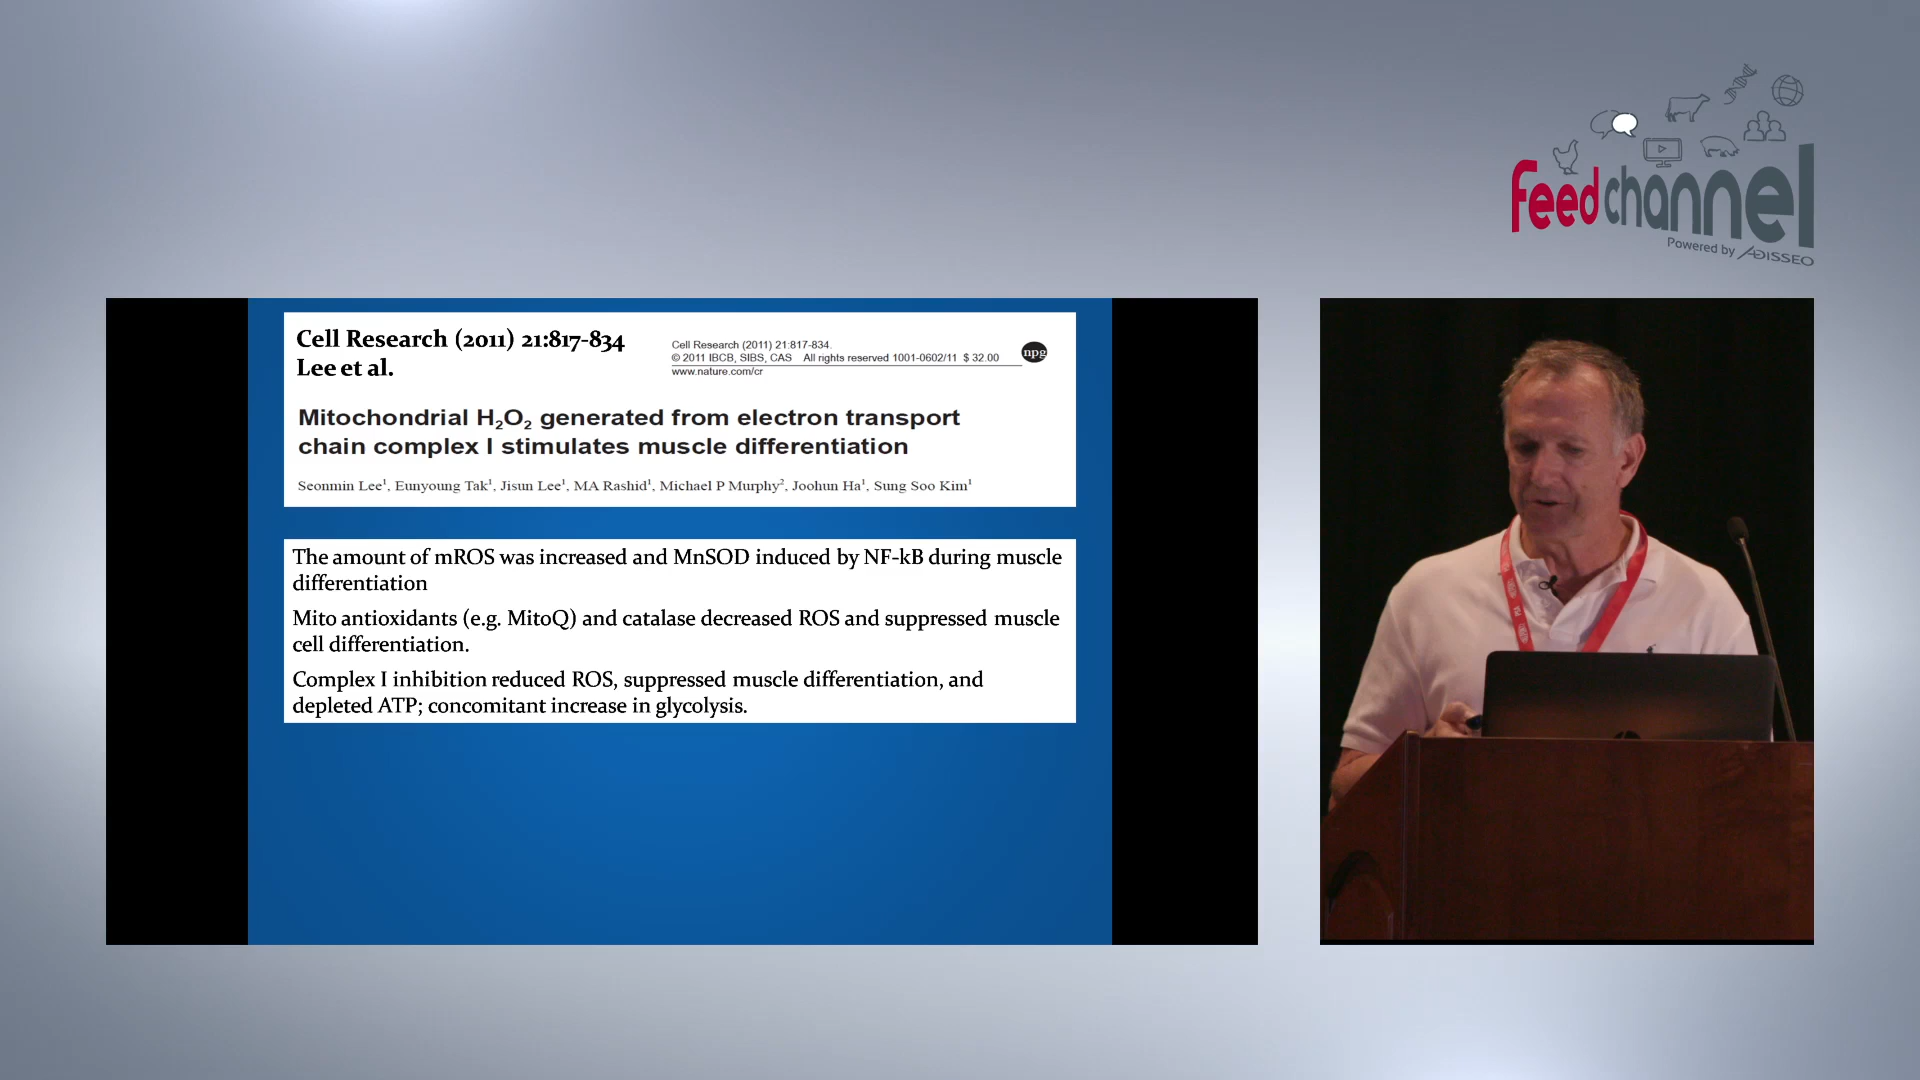 feedchannel
Powered by ADISSEO
Cell Research (2011) 21:817-834
Lee et al.
Cell Research (2011) 21:817-834.
© 2011 IBCB, SIBS, CAS All rights reserved 1001-0602/11 $ 32.00
www.nature.com/cr
npg
Mitochondrial H₂O₂ generated from electron transport
chain complex I stimulates muscle differentiation
Seonmin Lee¹, Eunyoung Tak¹, Jisun Lee¹, MA Rashid¹, Michael P Murphy², Joohun Ha¹, Sung Soo Kim¹
The amount of mROS was increased and MnSOD induced by NF-kB during muscle
differentiation
Mito antioxidants (e.g. MitoQ) and catalase decreased ROS and suppressed muscle
cell differentiation.
Complex I inhibition reduced ROS, suppressed muscle differentiation, and
depleted ATP; concomitant increase in glycolysis.